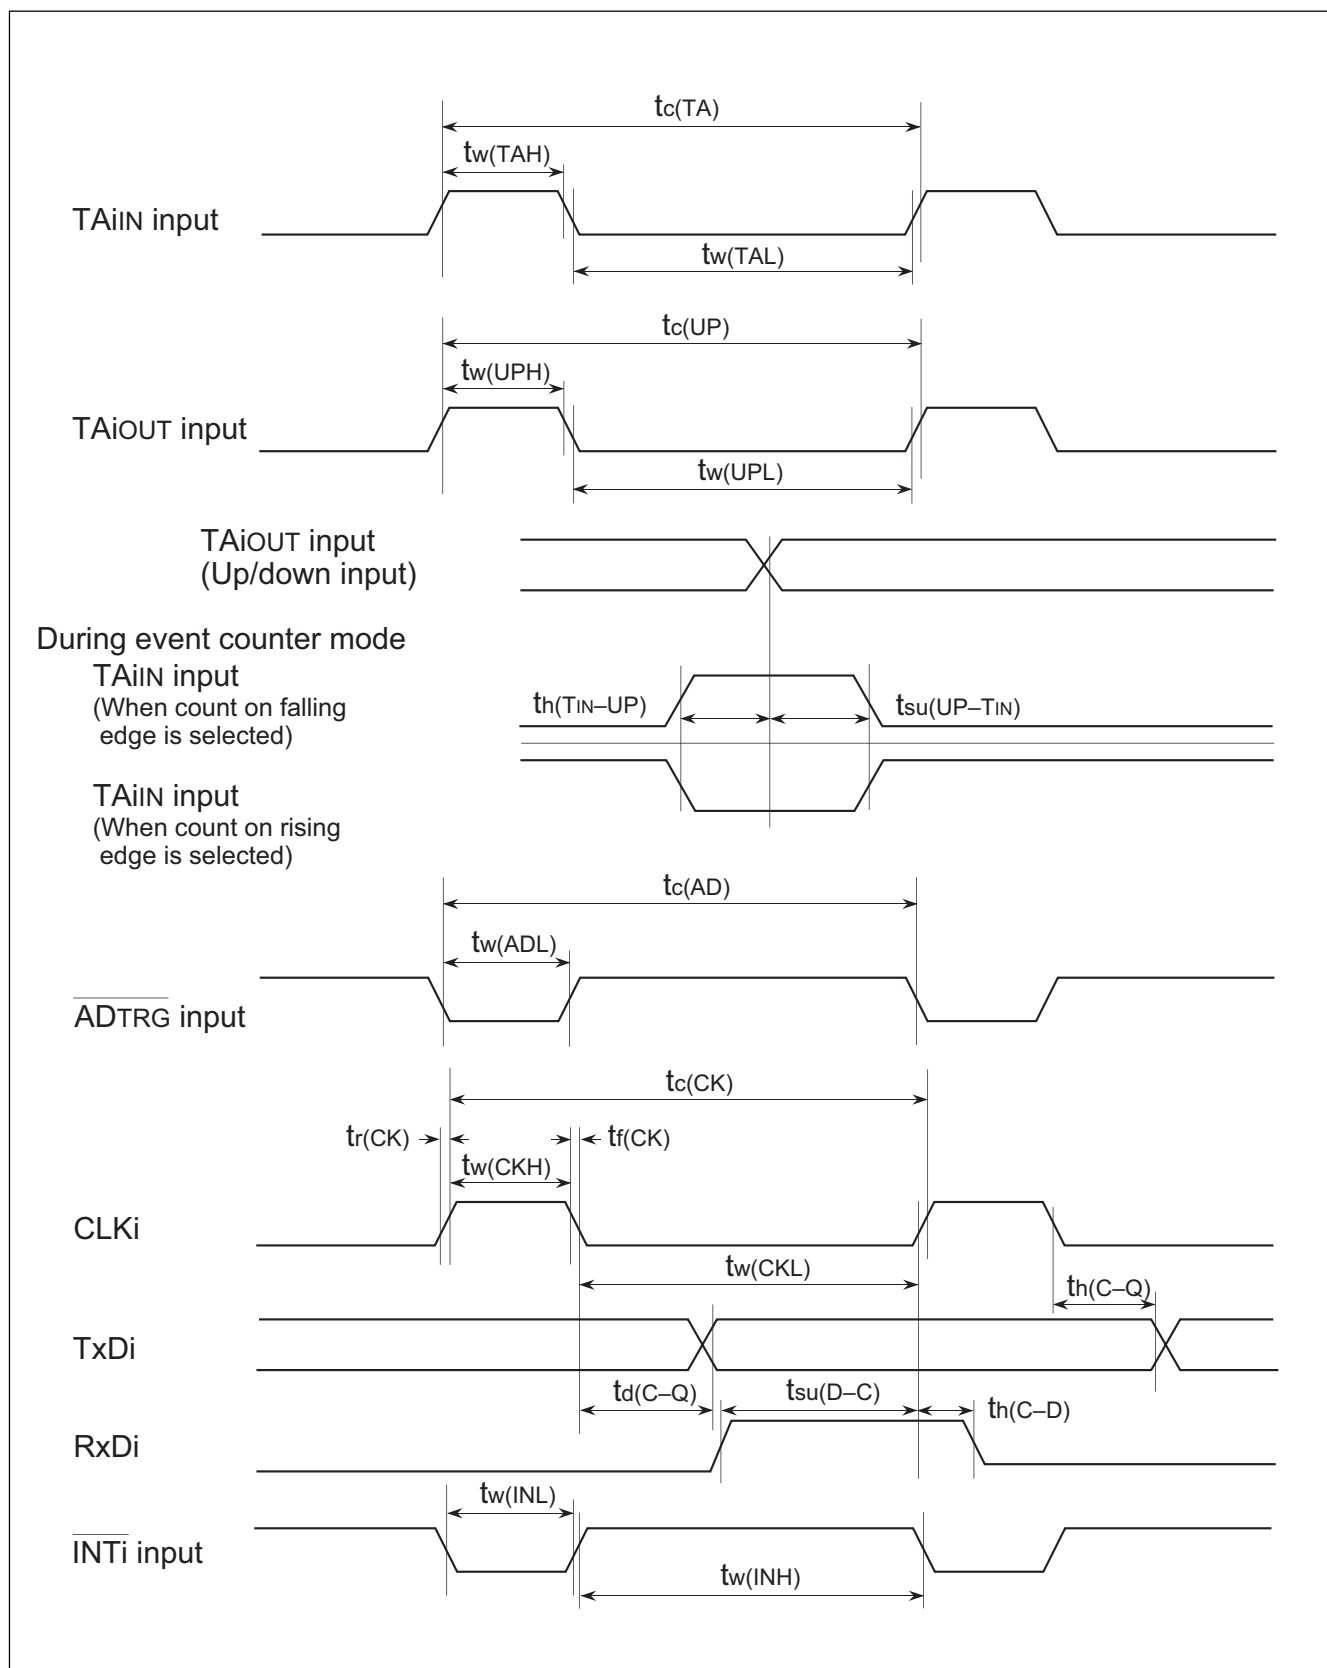 tc(TA)
tw(TAH)
TAiIN input
tw(TAL)
tc(UP)
tw(UPH)
TAiOUT input
tw(UPL)
TAiOUT input
(Up/down input)
During event counter mode
TAiIN input
(When count on falling
edge is selected)
th(TIN–UP)
tsu(UP–TIN)
TAiIN input
(When count on rising
edge is selected)
tc(AD)
tw(ADL)
ADTRG input
tc(CK)
tr(CK)
tf(CK)
tw(CKH)
CLKi
tw(CKL)
th(C–Q)
TxDi
td(C–Q)
tsu(D–C)
th(C–D)
RxDi
tw(INL)
INTi input
tw(INH)